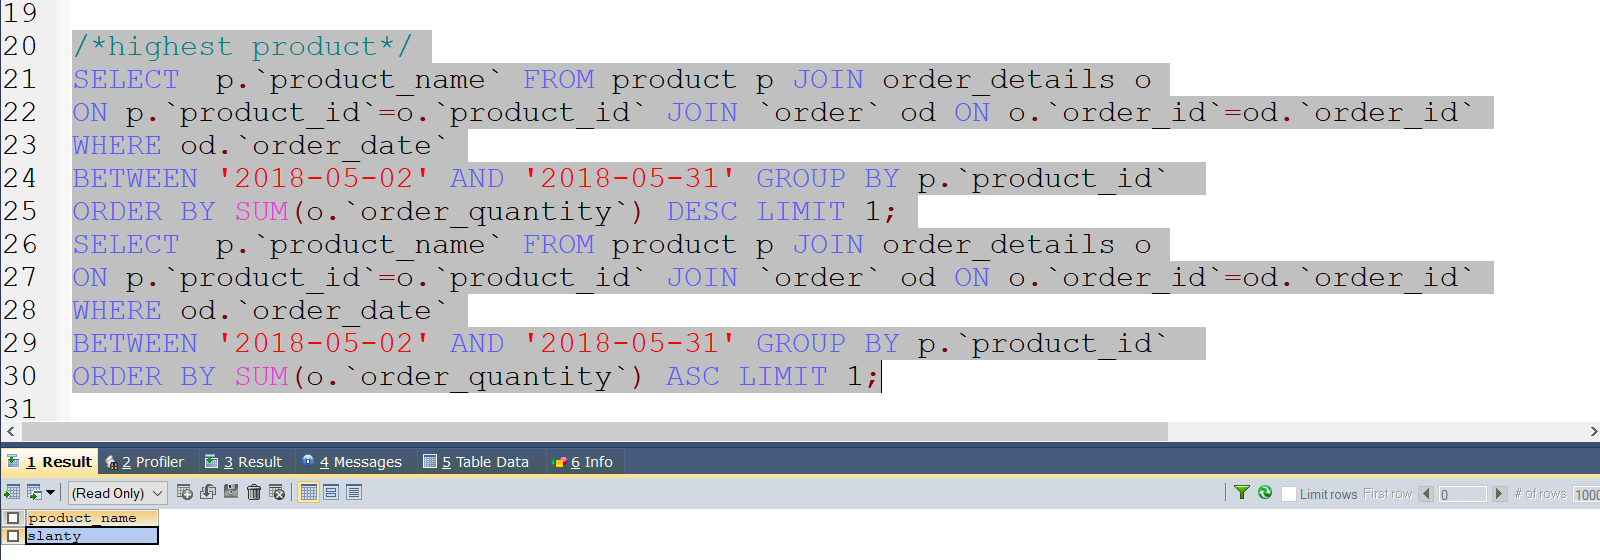 19
20 /*highest product*/
21 SELECT  p.`product_name` FROM product p JOIN order_details o
22 ON p.`product_id`=o.`product_id` JOIN `order` od ON o.`order_id`=od.`order_id`
23 WHERE od.`order_date`
24 BETWEEN '2018-05-02' AND '2018-05-31' GROUP BY p.`product_id`
25 ORDER BY SUM(o.`order_quantity`) DESC LIMIT 1;
26 SELECT  p.`product_name` FROM product p JOIN order_details o
27 ON p.`product_id`=o.`product_id` JOIN `order` od ON o.`order_id`=od.`order_id`
28 WHERE od.`order_date`
29 BETWEEN '2018-05-02' AND '2018-05-31' GROUP BY p.`product_id`
30 ORDER BY SUM(o.`order_quantity`) ASC LIMIT 1;
31
1 Result 2 Profiler 3 Result 4 Messages 5 Table Data 6 Info
(Read Only) Limit rows First row 0 # of rows 1000
product_name
slanty